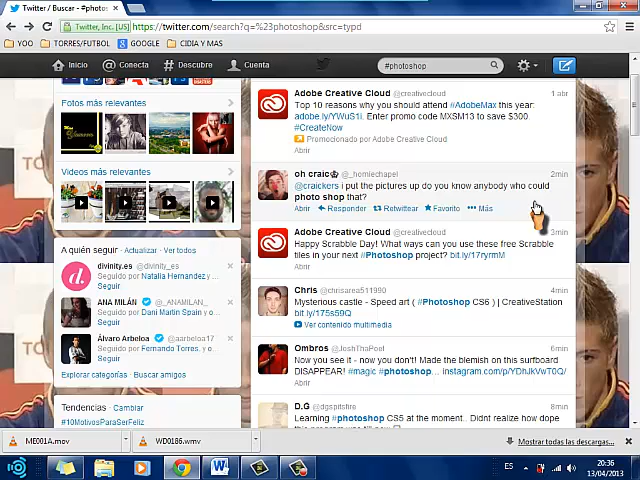 Twitter / Buscar - #photos
Twitter, Inc. [US] https://twitter.com/search?q=%23photoshop&src=typd
YOO TORRES/FUTBOL GOOGLE CIDIA Y MAS
Inicio Conecta Descubre Cuenta #photoshop
Fotos más relevantes
Videos más relevantes
A quién seguir · Actualizar · Ver todos
divinity.es @divinity_es
Seguido por Natalia Hernandez y...
Seguir
ANA MILÁN @_ANAMILAN_
Seguido por Dani Martin Spain y...
Seguir
Álvaro Arbeloa @aarbeloa17
Seguido por Fernando Torres, y o...
Seguir
Explorar categorías · Buscar amigos
Tendencias · Cambiar
#10MotivosParaSerFeliz
Adobe Creative Cloud @creativecloud 1 abr
Top 10 reasons why you should attend #AdobeMax this year:
adobe.ly/YWuS1i. Enter promo code MXSM13 to save $300.
#CreateNow
Promocionado por Adobe Creative Cloud
Abrir
oh craic @_homiechapel 2min
@craickers i put the pictures up do you know anybody who could
photo shop that?
Abrir Responder Retwittear Favorito Más
Adobe Creative Cloud @creativecloud 3min
Happy Scrabble Day! What ways can you use these free Scrabble
tiles in your next #Photoshop project? bit.ly/17ryrmM
Abrir
Chris @chrisarea511990 4min
Mysterious castle - Speed art ( #Photoshop CS6 ) | CreativeStation
bit.ly/175s59Q
Ver contenido multimedia
Ombros @JoshThaPoel 6min
Now you see it - now you don't! Made the blemish on this surfboard
DISAPPEAR! #magic #photoshop... instagram.com/p/YDhJkVwT0Q/
Abrir
D.G @dgspitsfire 8min
Learning #photoshop CS5 at the moment.. Didnt realize how dope
ME001A.mov WD0186.wmv Mostrar todas las descargas...
ES 20:36
13/04/2013